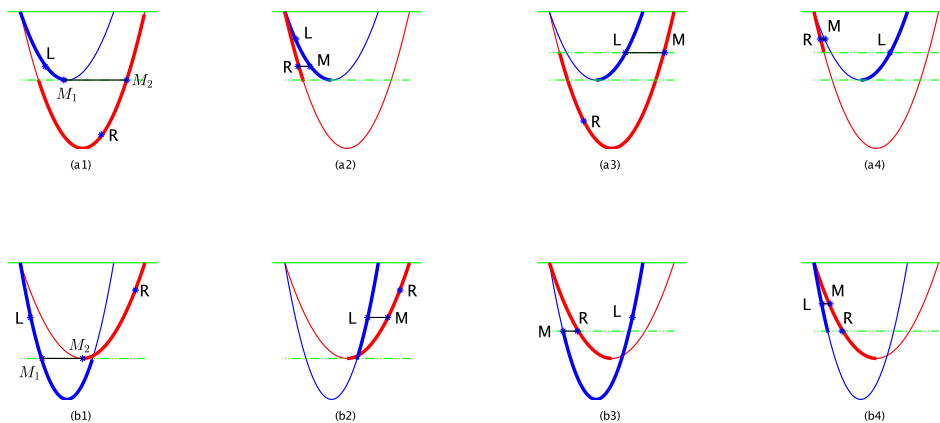 L
M₁ M₂
R
(a1)
L
R M
(a2)
L M
R
(a3)
R M L
(a4)
L R
M₂
M₁
(b1)
R
L M
(b2)
L
M R
(b3)
M
L
R
(b4)